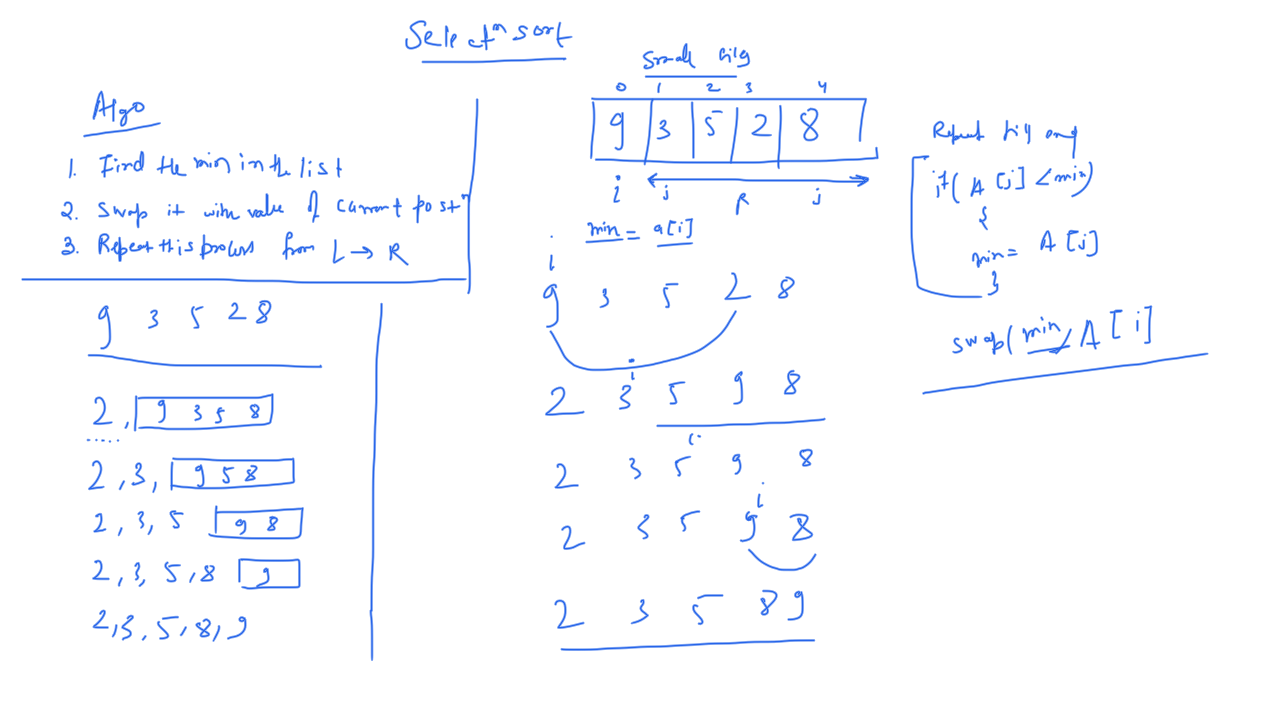 Selectⁿ sort
Algo
1. Find the min in the list
2. Swap it with value of current postⁿ
3. Repeat this process from L → R
9 3 5 2 8
2, 9 3 5 8
2, 3, 9 5 8
2, 3, 5 9 8
2, 3, 5, 8 9
2, 3, 5, 8, 9
Small
0 1 2 3 4
9 3 5 2 8
i j R j
min = a[i]
i
9 3 5 2 8
i
2 3 5 9 8
i
2 3 5 9 8
i
2 3 5 9 8
2 3 5 8 9
Repeat
if( A[j] < min)
{
min = A[j]
}
swap( min, A[i]